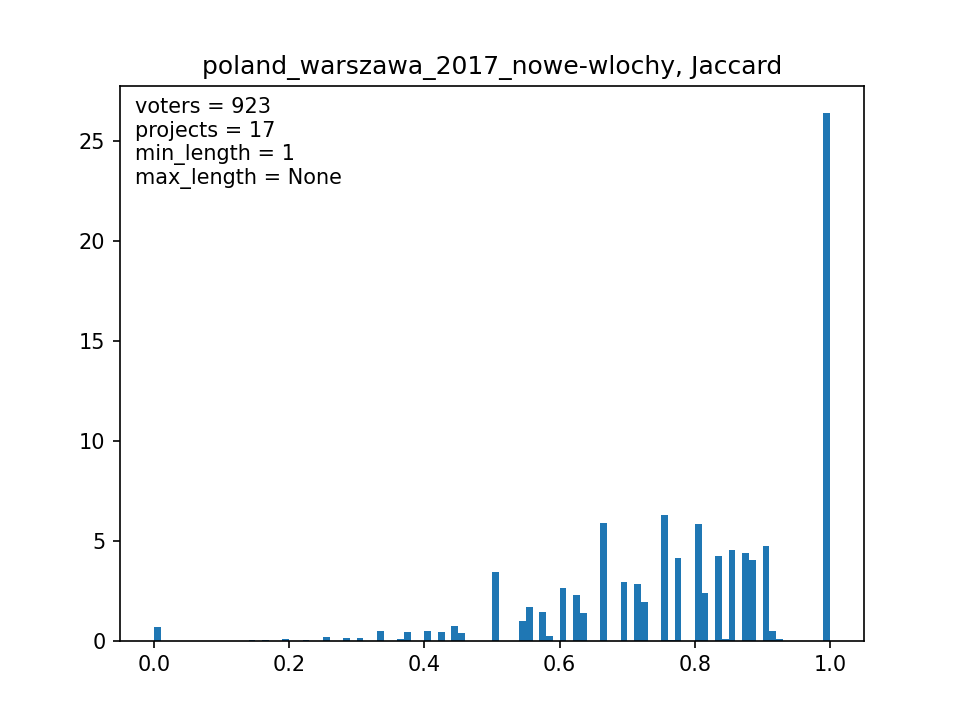 poland_warszawa_2017_nowe-wlochy, Jaccard
voters = 923
projects = 17
min_length = 1
max_length = None
25
20
15
10
5
0
0.0 0.2 0.4 0.6 0.8 1.0